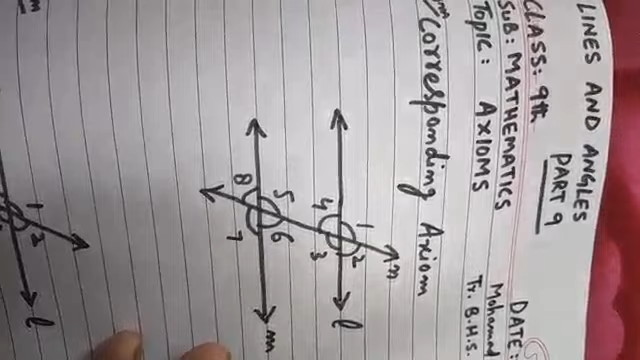 LINES AND ANGLES
PART 9
CLASS: 9th
SUB: MATHEMATICS
Topic: AXIOMS
DATE
Mohamad
Tr. B.H.S.
Corresponding Axiom
n
1
2
4
3
l
5
6
8
7
m
1
2
l
m